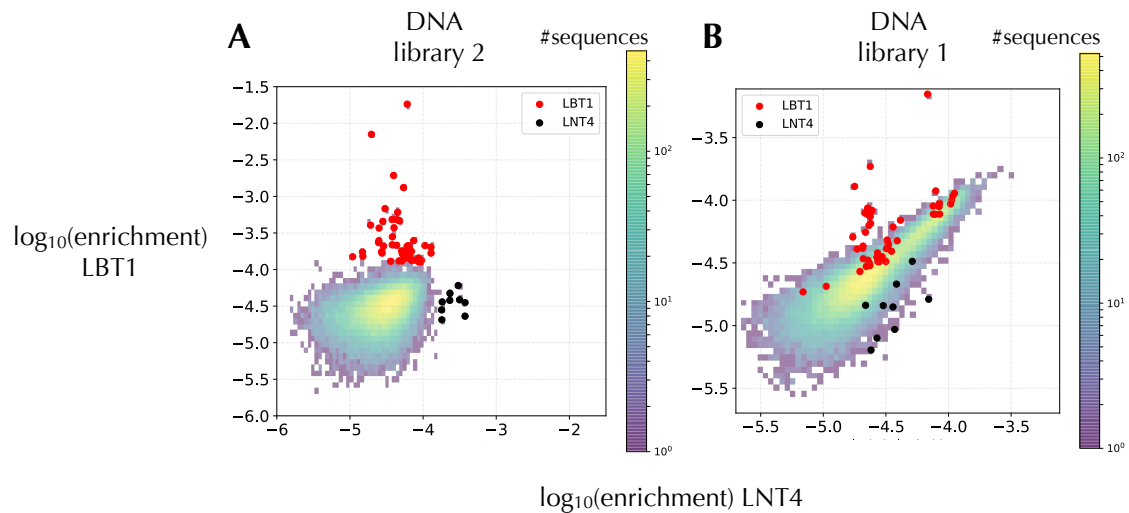 A
DNA
library 2
#sequences
B
DNA
library 1
#sequences
LBT1
LNT4
LBT1
LNT4
−1.5
−2.0
−2.5
−3.0
−3.5
−4.0
−4.5
−5.0
−5.5
−6.0
−6
−5
−4
−3
−2
10²
10¹
10⁰
−3.5
−4.0
−4.5
−5.0
−5.5
−5.5
−5.0
−4.5
−4.0
−3.5
10²
10¹
10⁰
log₁₀(enrichment)
LBT1
log₁₀(enrichment) LNT4